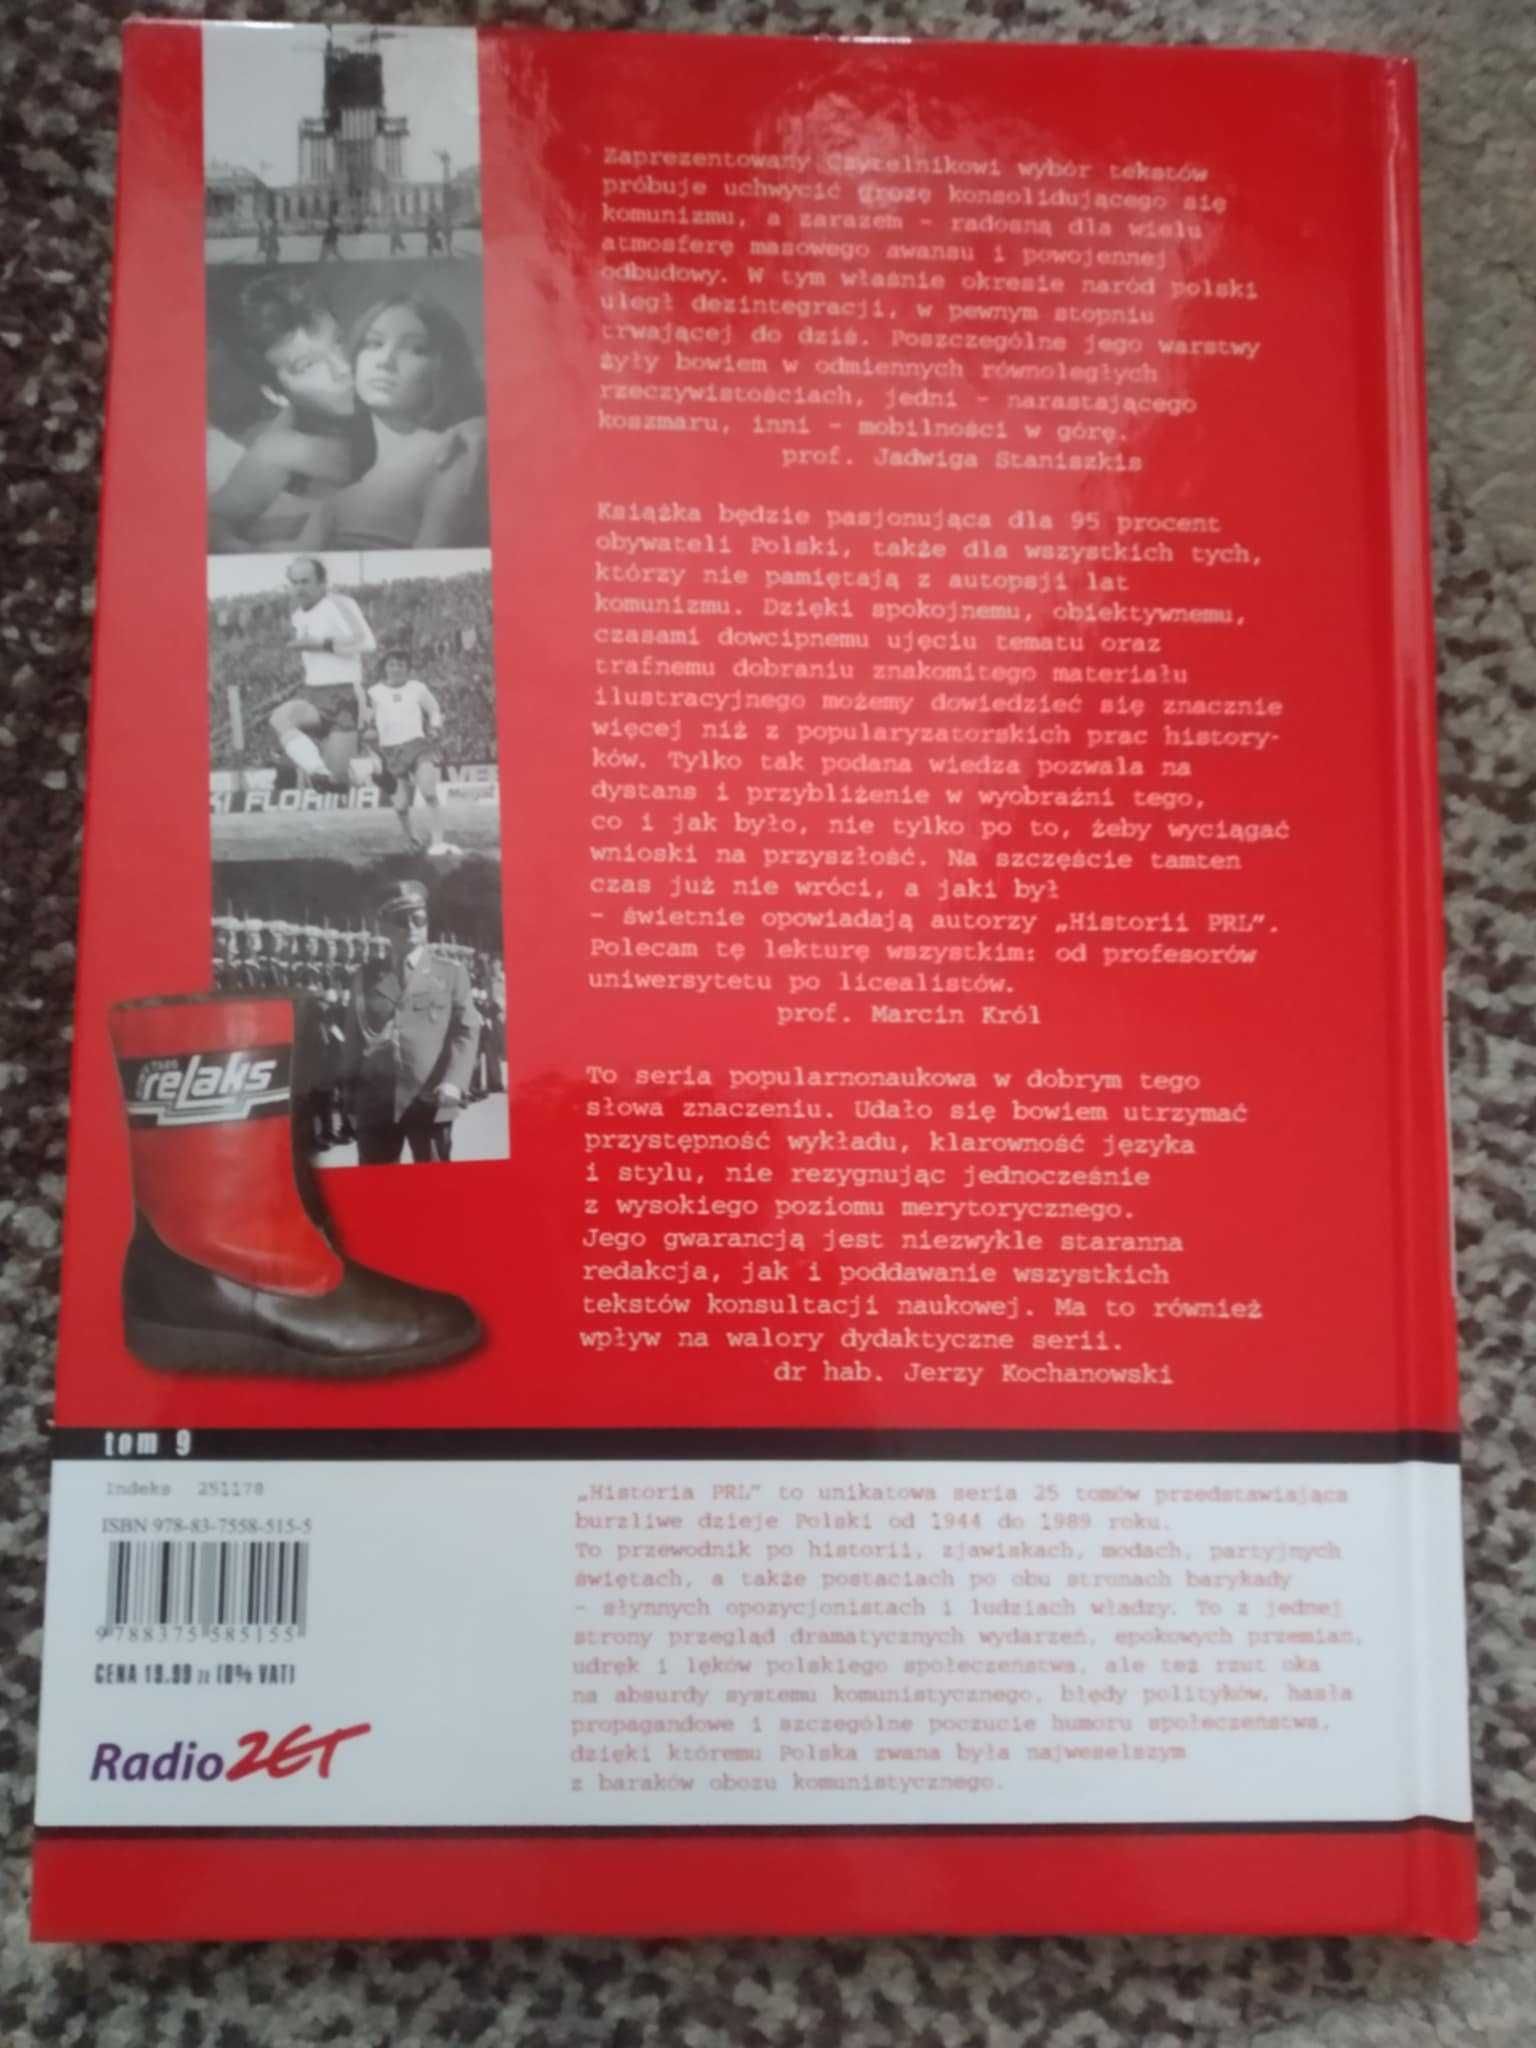 Zaprezentowany Czytelnikowi wybór tekstów
próbuje uchwycić grozę konsolidującego się
komunizmu, a zarazem - radosną dla wielu
atmosferę masowego awansu i powojennej
odbudowy. W tym właśnie okresie naród polski
uległ dezintegracji, w pewnym stopniu
trwającej do dziś. Poszczególne jego warstwy
żyły bowiem w odmiennych równoległych
rzeczywistościach, jedni - narastającego
koszmaru, inni - mobilności w górę.
prof. Jadwiga Staniszkis
Książka będzie pasjonująca dla 95 procent
obywateli Polski, także dla wszystkich tych,
którzy nie pamiętają z autopsji lat
komunizmu. Dzięki spokojnemu, obiektywnemu,
czasami dowcipnemu ujęciu tematu oraz
trafnemu dobraniu znakomitego materiału
ilustracyjnego możemy dowiedzieć się znacznie
więcej niż z popularyzatorskich prac history-
ków. Tylko tak podana wiedza pozwala na
dystans i przybliżenie w wyobraźni tego,
co i jak było, nie tylko po to, żeby wyciągać
wnioski na przyszłość. Na szczęście tamten
czas już nie wróci, a jaki był
- świetnie opowiadają autorzy „Historii PRL”.
Polecam tę lekturę wszystkim: od profesorów
uniwersytetu po licealistów.
prof. Marcin Król
To seria popularnonaukowa w dobrym tego
słowa znaczeniu. Udało się bowiem utrzymać
przystępność wykładu, klarowność języka
i stylu, nie rezygnując jednocześnie
z wysokiego poziomu merytorycznego.
Jego gwarancją jest niezwykle staranna
redakcja, jak i poddawanie wszystkich
tekstów konsultacji naukowej. Ma to również
wpływ na walory dydaktyczne serii.
dr hab. Jerzy Kochanowski
FLORINA
relaks
tom 9
Indeks 251178
ISBN 978-83-7558-515-5
9 788375 585155
CENA 19.99 zł (0% VAT)
Radio ZET
„Historia PRL” to unikatowa seria 25 tomów przedstawiająca
burzliwe dzieje Polski od 1944 do 1989 roku.
To przewodnik po historii, zjawiskach, modach, partyjnych
świętach, a także postaciach po obu stronach barykady
- słynnych opozycjonistach i ludziach władzy. To z jednej
strony przegląd dramatycznych wydarzeń, epokowych przemian,
udręk i lęków polskiego społeczeństwa, ale też rzut oka
na absurdy systemu komunistycznego, błędy polityków, hasła
propagandowe i szczególne poczucie humoru społeczeństwa,
dzięki któremu Polska zwana była najweselszym
z baraków obozu komunistycznego.